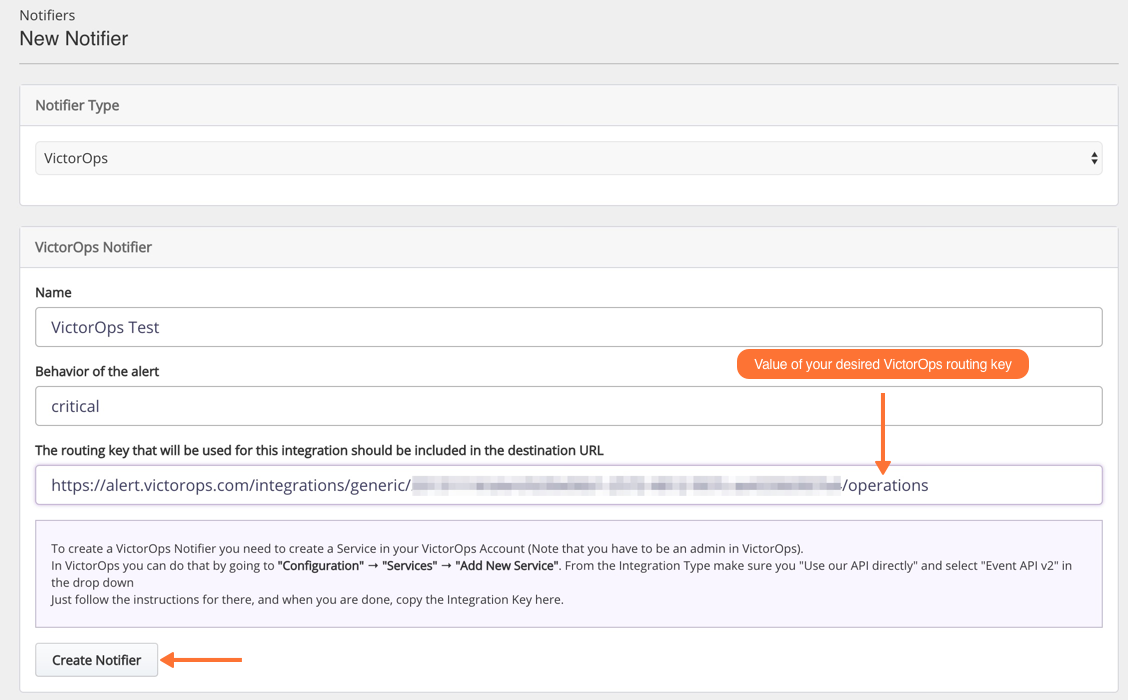 Notifiers
New Notifier
Notifier Type
VictorOps
VictorOps Notifier
Name
VictorOps Test
Value of your desired VictorOps routing key
Behavior of the alert
critical
The routing key that will be used for this integration should be included in the destination URL
https://alert.victorops.com/integrations/generic/ /operations
To create a VictorOps Notifier you need to create a Service in your VictorOps Account (Note that you have to be an admin in VictorOps).
In VictorOps you can do that by going to "Configuration" → "Services" → "Add New Service". From the Integration Type make sure you "Use our API directly" and select "Event API v2" in
the drop down
Just follow the instructions for there, and when you are done, copy the Integration Key here.
Create Notifier